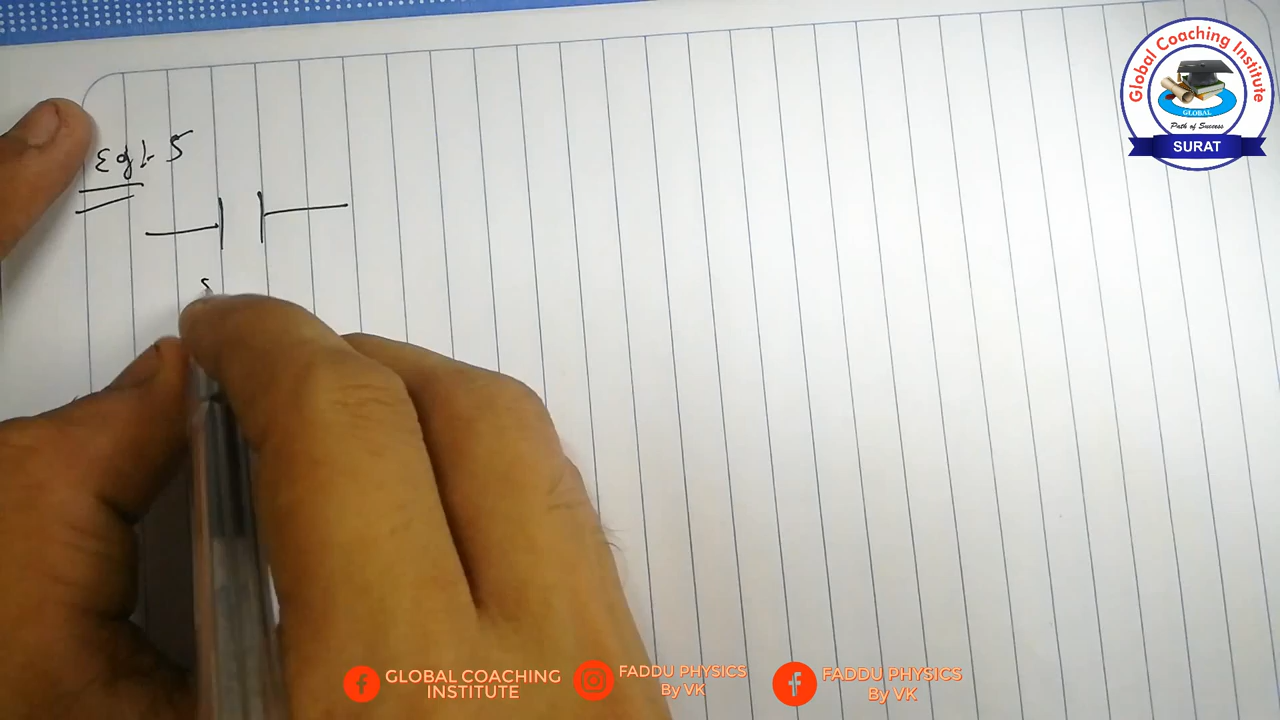 Eg:- 5
Global Coaching Institute
GLOBAL
Path of Success
SURAT
GLOBAL COACHING INSTITUTE
FADDU PHYSICS By VK
FADDU PHYSICS By VK